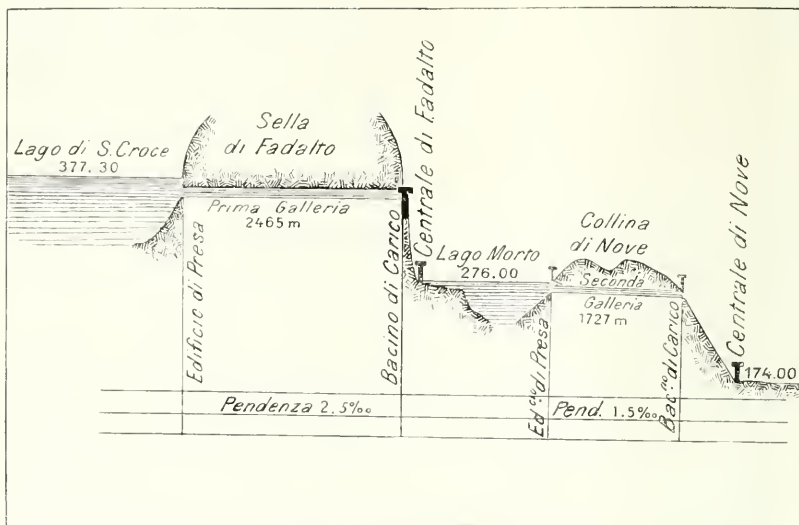 Lago di S. Croce
377.30
Sella
di Fadalto
Prima Galleria
2465 m
Edificio di Presa
Bacino di Carico
Centrale di Fadalto
Lago Morto
276.00
Collina
di Nove
Seconda
Galleria
1727 m
Ed.cio di Presa
Bac.no di Carico
Centrale di Nove
174.00
Pendenza 2.5‰
Pend. 1.5‰